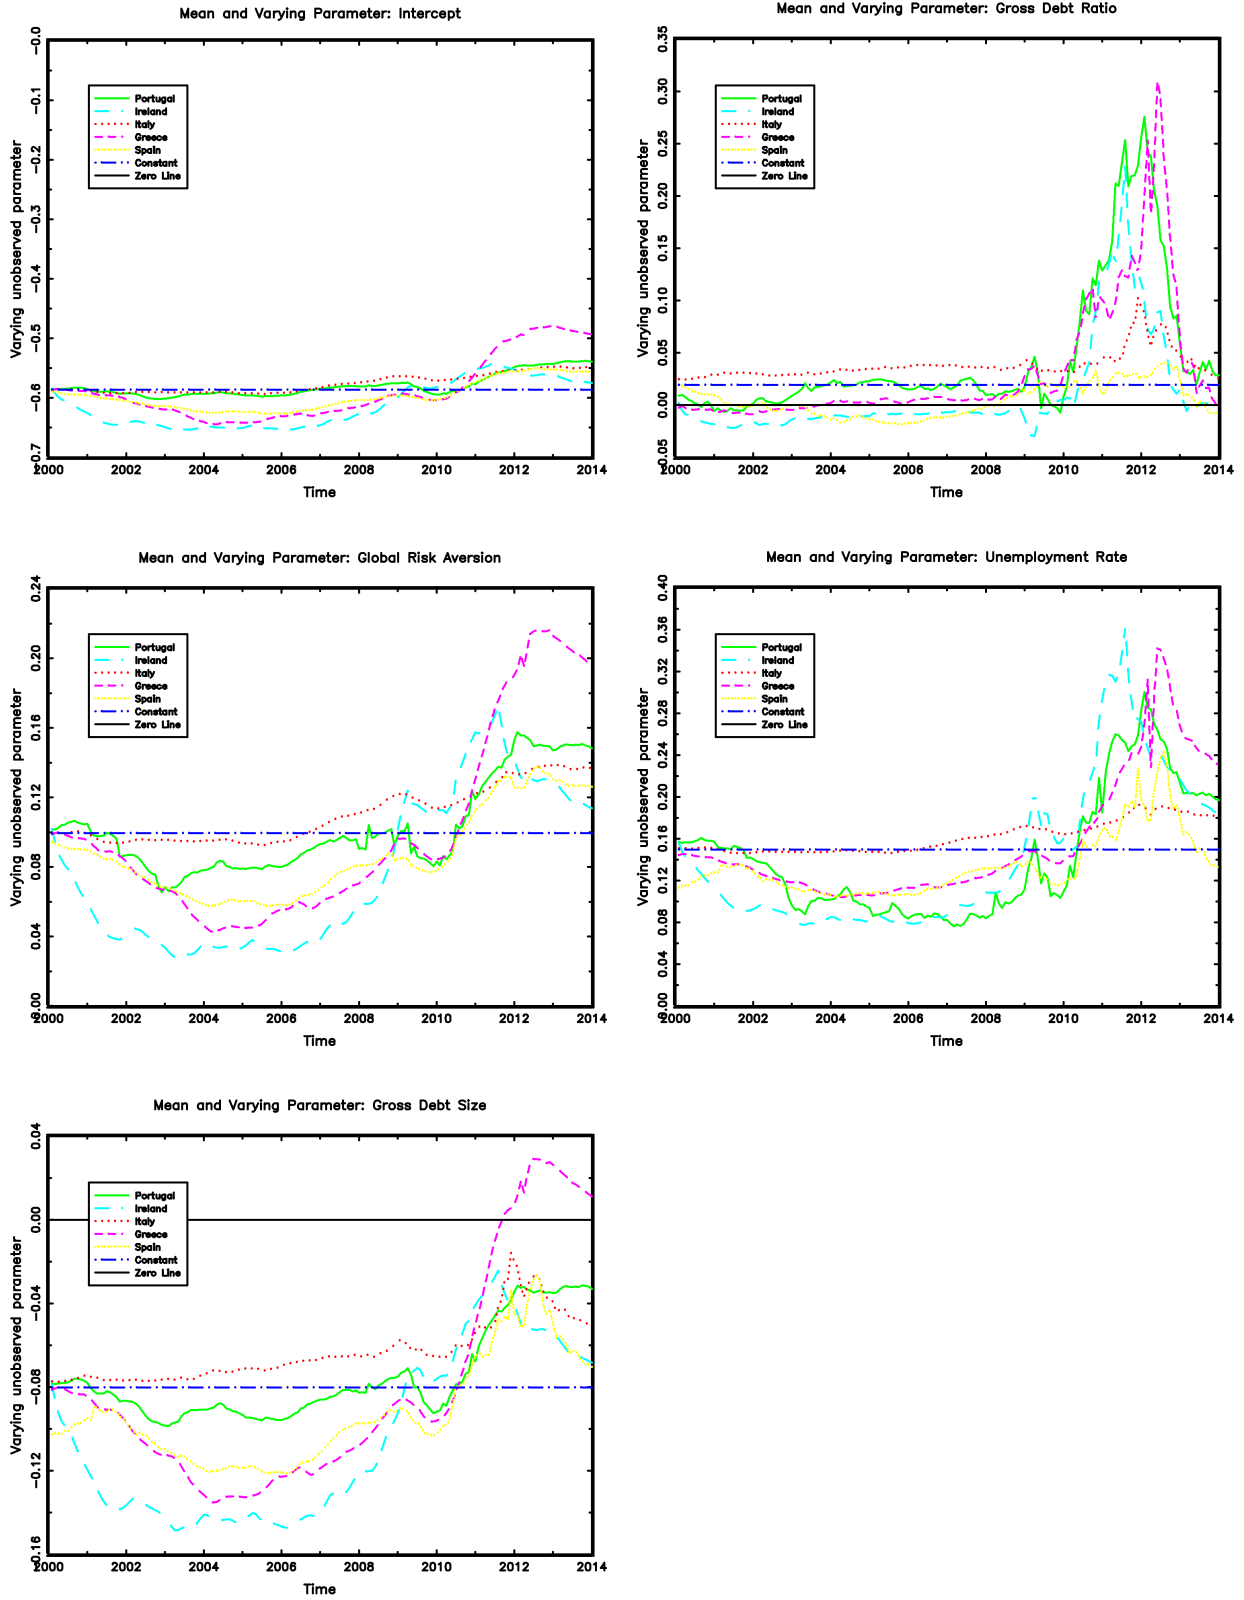 Mean and Varying Parameter: Intercept
Varying unobserved parameter
-0.0
-0.1
-0.2
-0.3
-0.4
-0.5
-0.6
-0.7
Portugal
Ireland
Italy
Greece
Spain
Constant
Zero Line
2000 2002 2004 2006 2008 2010 2012 2014
Time
Mean and Varying Parameter: Gross Debt Ratio
Varying unobserved parameter
0.35
0.30
0.25
0.20
0.15
0.10
0.05
0.00
0.05
Portugal
Ireland
Italy
Greece
Spain
Constant
Zero Line
2000 2002 2004 2006 2008 2010 2012 2014
Time
Mean and Varying Parameter: Global Risk Aversion
Varying unobserved parameter
0.24
0.20
0.16
0.12
0.08
0.04
0.00
Portugal
Ireland
Italy
Greece
Spain
Constant
Zero Line
2000 2002 2004 2006 2008 2010 2012 2014
Time
Mean and Varying Parameter: Unemployment Rate
Varying unobserved parameter
0.40
0.36
0.32
0.28
0.24
0.20
0.16
0.12
0.08
0.04
0.00
Portugal
Ireland
Italy
Greece
Spain
Constant
Zero Line
2000 2002 2004 2006 2008 2010 2012 2014
Time
Mean and Varying Parameter: Gross Debt Size
Varying unobserved parameter
0.04
0.00
-0.04
-0.08
-0.12
-0.16
Portugal
Ireland
Italy
Greece
Spain
Constant
Zero Line
2000 2002 2004 2006 2008 2010 2012 2014
Time